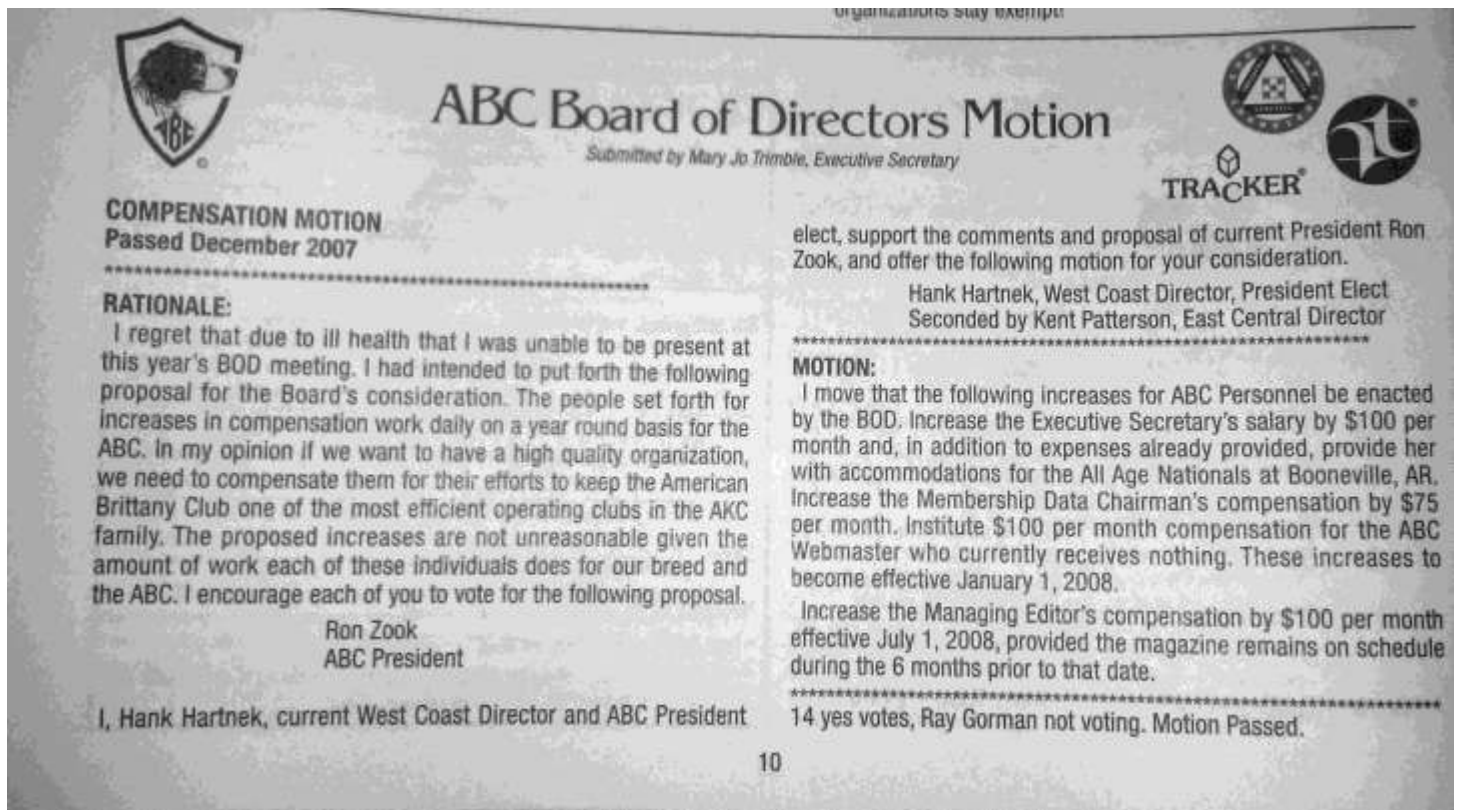 organizations stay exempt!
ABC
ABC Board of Directors Motion
Submitted by Mary Jo Trimble, Executive Secretary
TRACKER
COMPENSATION MOTION
Passed December 2007
****************************************************************
RATIONALE:
I regret that due to ill health that I was unable to be present at
this year's BOD meeting. I had intended to put forth the following
proposal for the Board's consideration. The people set forth for
increases in compensation work daily on a year round basis for the
ABC. In my opinion if we want to have a high quality organization,
we need to compensate them for their efforts to keep the American
Brittany Club one of the most efficient operating clubs in the AKC
family. The proposed increases are not unreasonable given the
amount of work each of these individuals does for our breed and
the ABC. I encourage each of you to vote for the following proposal.
Ron Zook
ABC President
I, Hank Hartnek, current West Coast Director and ABC President
elect, support the comments and proposal of current President Ron
Zook, and offer the following motion for your consideration.
Hank Hartnek, West Coast Director, President Elect
Seconded by Kent Patterson, East Central Director
****************************************************************
MOTION:
I move that the following increases for ABC Personnel be enacted
by the BOD. Increase the Executive Secretary's salary by $100 per
month and, in addition to expenses already provided, provide her
with accommodations for the All Age Nationals at Booneville, AR.
Increase the Membership Data Chairman's compensation by $75
per month. Institute $100 per month compensation for the ABC
Webmaster who currently receives nothing. These increases to
become effective January 1, 2008.
Increase the Managing Editor's compensation by $100 per month
effective July 1, 2008, provided the magazine remains on schedule
during the 6 months prior to that date.
****************************************************************
14 yes votes, Ray Gorman not voting. Motion Passed.
10